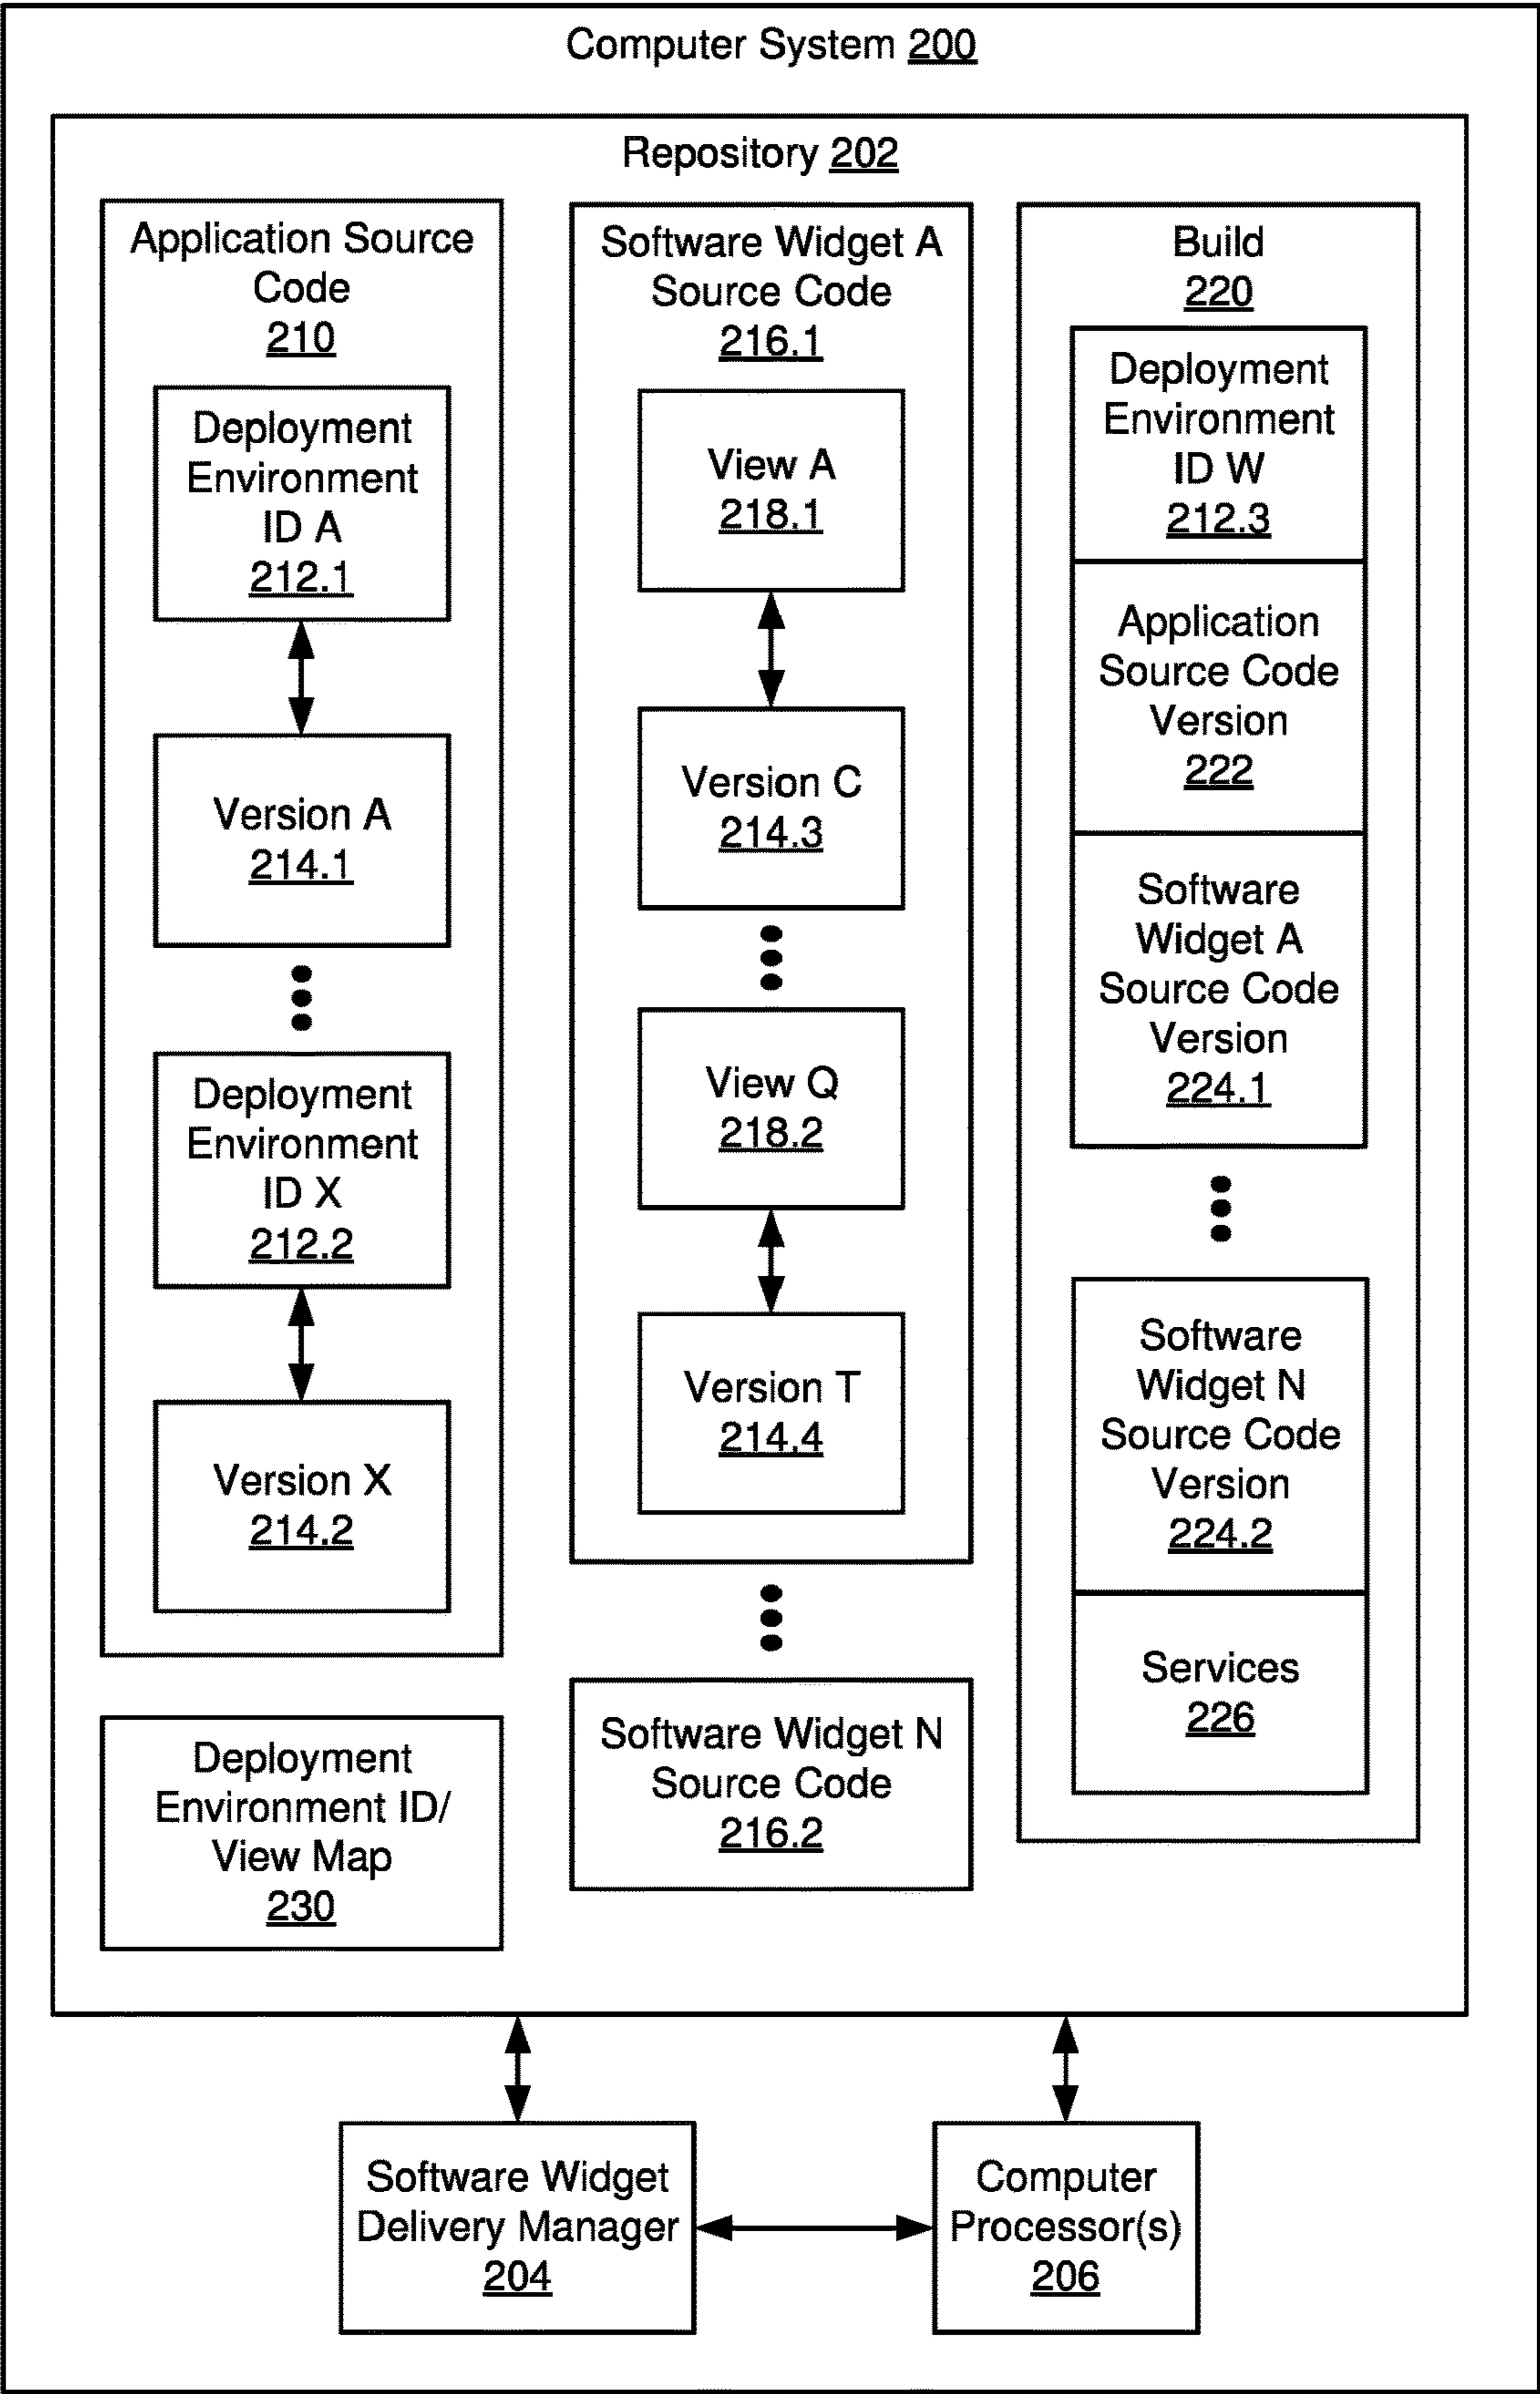 Computer System 200
Repository 202
Application Source
Code
210
Deployment
Environment
ID A
212.1
Version A
214.1
Deployment
Environment
ID X
212.2
Version X
214.2
Deployment
Environment ID/
View Map
230
Software Widget A
Source Code
216.1
View A
218.1
Version C
214.3
View Q
218.2
Version T
214.4
Software Widget N
Source Code
216.2
Build
220
Deployment
Environment
ID W
212.3
Application
Source Code
Version
222
Software
Widget A
Source Code
Version
224.1
Software
Widget N
Source Code
Version
224.2
Services
226
Software Widget
Delivery Manager
204
Computer
Processor(s)
206